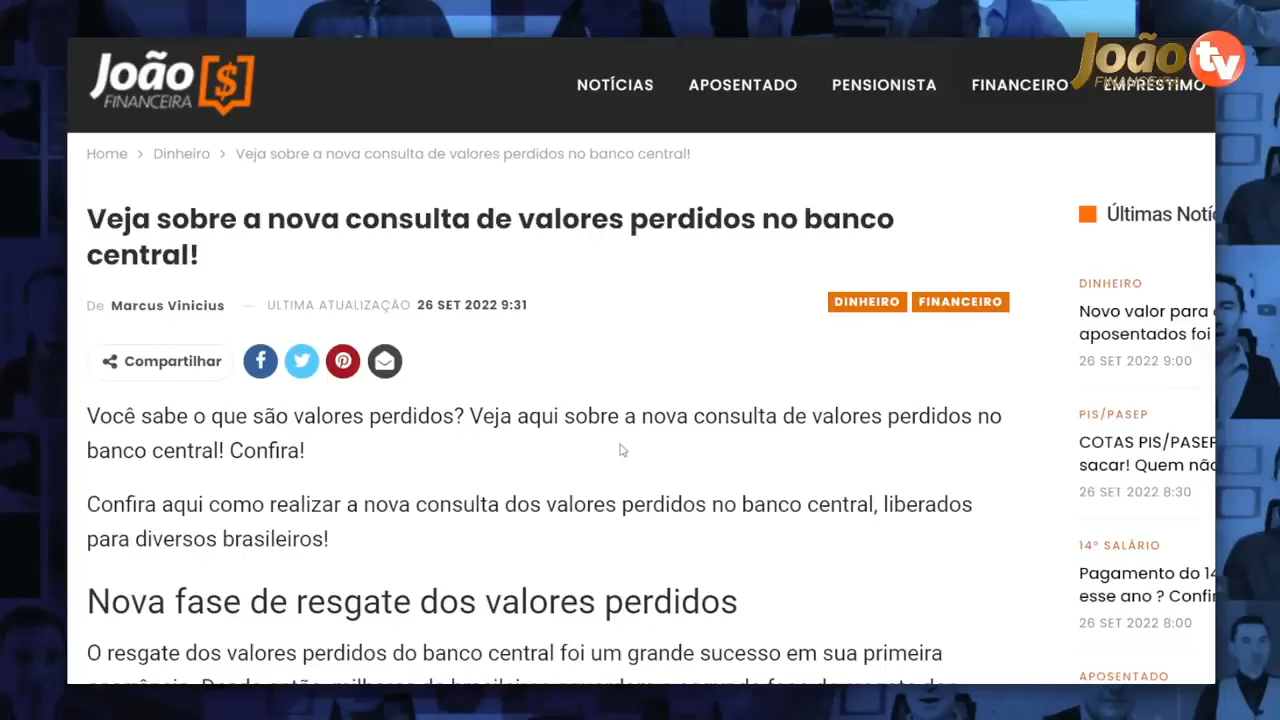 João
FINANCEIRA
NOTÍCIAS
APOSENTADO
PENSIONISTA
FINANCEIRO
EMPRÉSTIMO
João tv
FINANCEIRA
Home > Dinheiro > Veja sobre a nova consulta de valores perdidos no banco central!
Veja sobre a nova consulta de valores perdidos no banco
central!
De Marcus Vinicius — ULTIMA ATUALIZAÇÃO 26 SET 2022 9:31
DINHEIRO FINANCEIRO
Compartilhar
Você sabe o que são valores perdidos? Veja aqui sobre a nova consulta de valores perdidos no
banco central! Confira!
Confira aqui como realizar a nova consulta dos valores perdidos no banco central, liberados
para diversos brasileiros!
Nova fase de resgate dos valores perdidos
O resgate dos valores perdidos do banco central foi um grande sucesso em sua primeira
Últimas Notíc
DINHEIRO
Novo valor para
aposentados foi
26 SET 2022 9:00
PIS/PASEP
COTAS PIS/PASEP
sacar! Quem não
26 SET 2022 8:30
14º SALÁRIO
Pagamento do 14
esse ano ? Confir
26 SET 2022 8:00
APOSENTADO